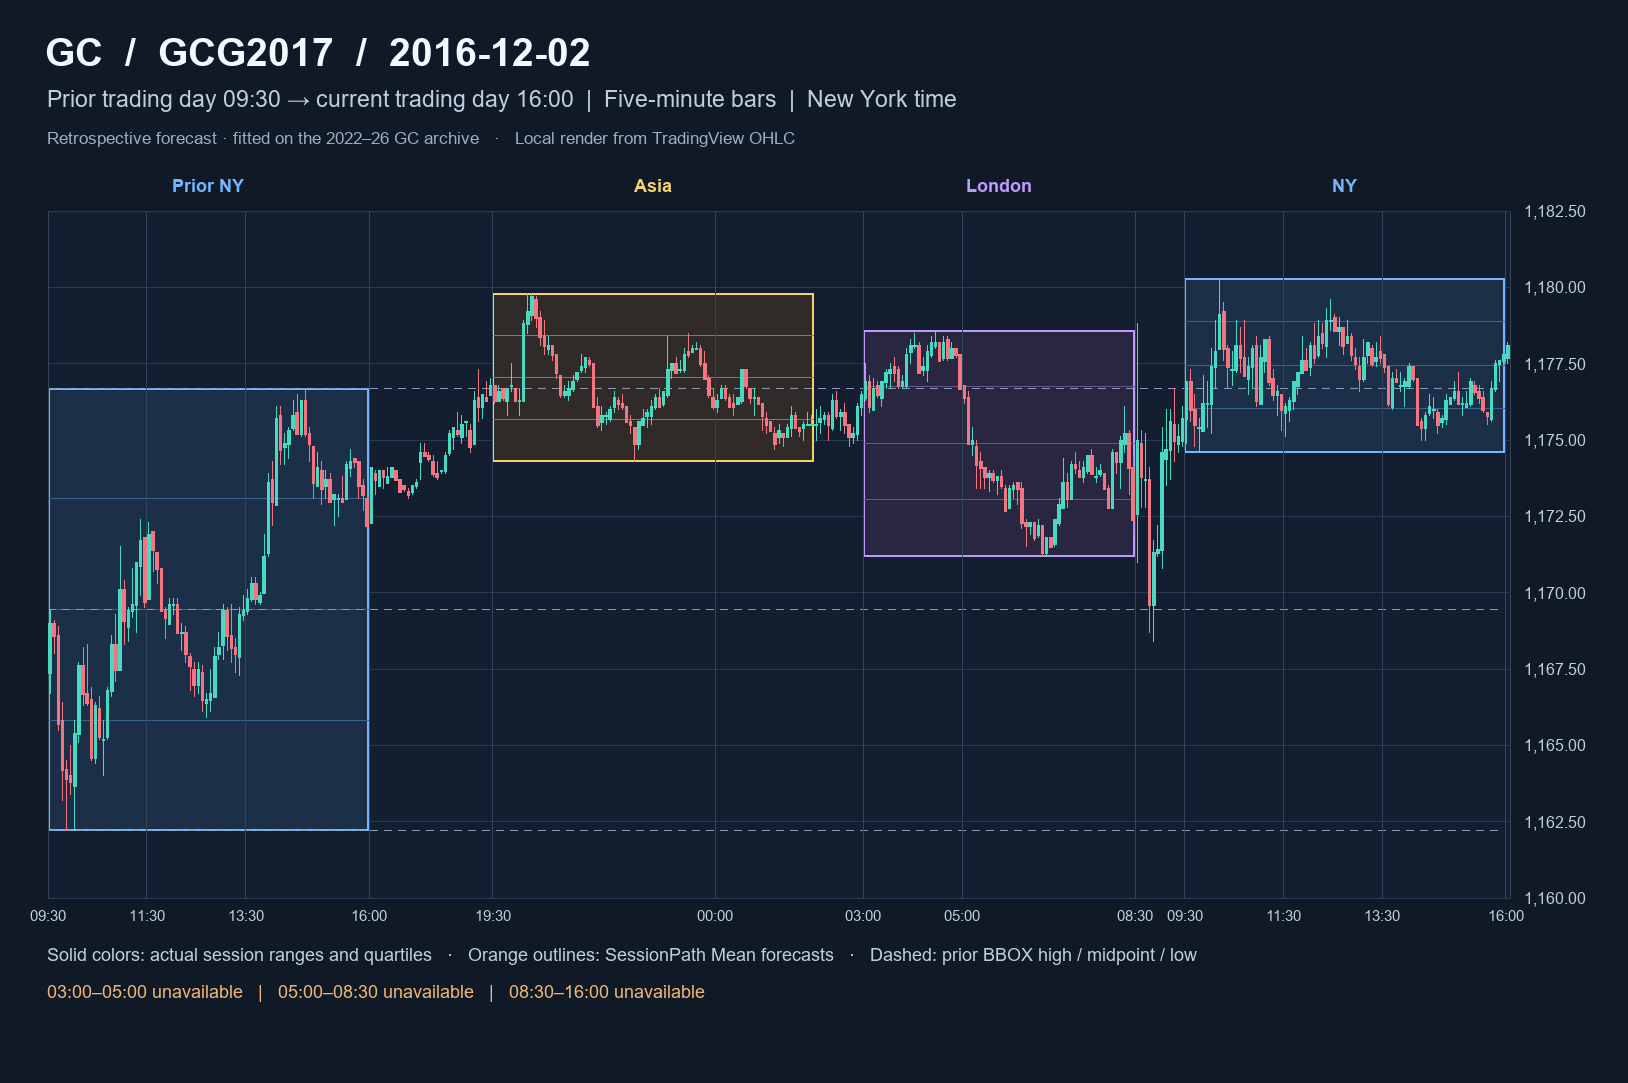 GC / GCG2017 / 2016-12-02
Prior trading day 09:30 → current trading day 16:00 | Five-minute bars | New York time
Retrospective forecast · fitted on the 2022–26 GC archive · Local render from TradingView OHLC
Prior NY Asia London NY
1,182.50
1,180.00
1,177.50
1,175.00
1,172.50
1,170.00
1,167.50
1,165.00
1,162.50
1,160.00
09:30 11:30 13:30 16:00 19:30 00:00 03:00 05:00 08:30 09:30 11:30 13:30 16:00
Solid colors: actual session ranges and quartiles · Orange outlines: SessionPath Mean forecasts · Dashed: prior BBOX high / midpoint / low
03:00–05:00 unavailable | 05:00–08:30 unavailable | 08:30–16:00 unavailable